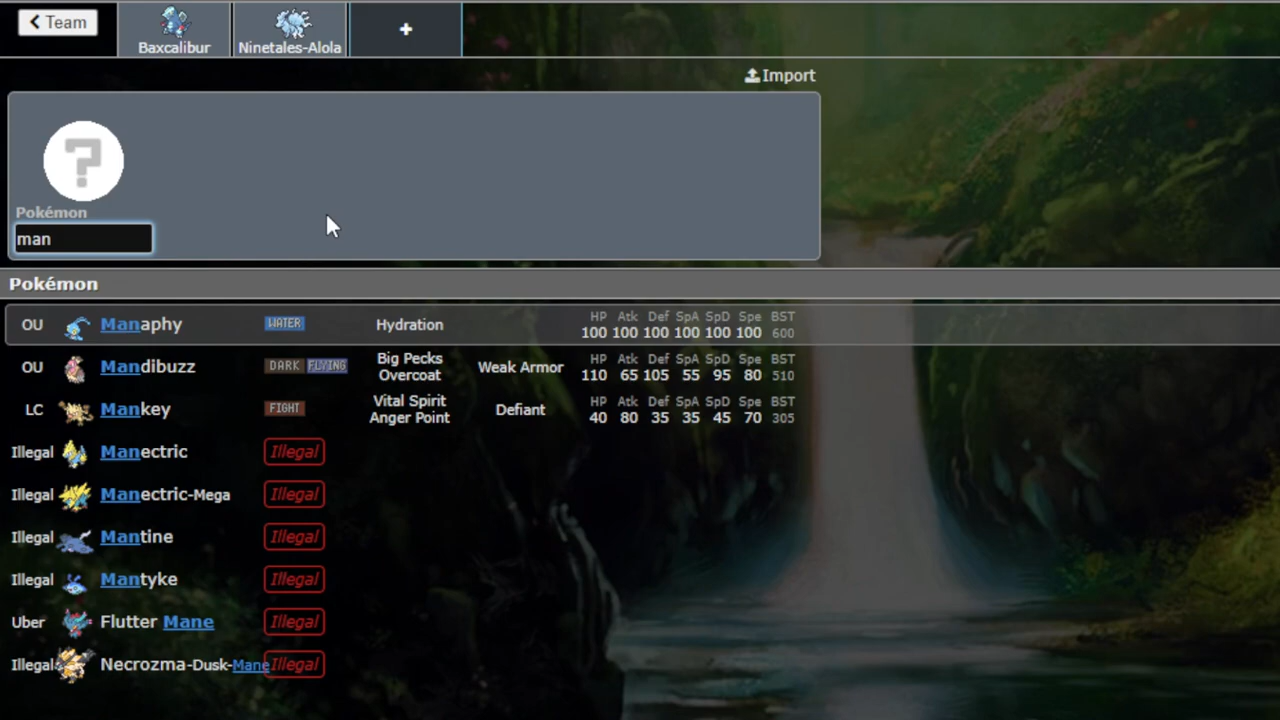 Team
Baxcalibur
Ninetales-Alola
+
Import
?
Pokémon
man
Pokémon
OU Manaphy WATER Hydration HP 100 Atk 100 Def 100 SpA 100 SpD 100 Spe 100 BST 600
OU Mandibuzz DARK FLYING Big Pecks Overcoat Weak Armor HP 110 Atk 65 Def 105 SpA 55 SpD 95 Spe 80 BST 510
LC Mankey FIGHT Vital Spirit Anger Point Defiant HP 40 Atk 80 Def 35 SpA 35 SpD 45 Spe 70 BST 305
Illegal Manectric Illegal
Illegal Manectric-Mega Illegal
Illegal Mantine Illegal
Illegal Mantyke Illegal
Uber Flutter Mane Illegal
Illegal Necrozma-Dusk-Mane Illegal